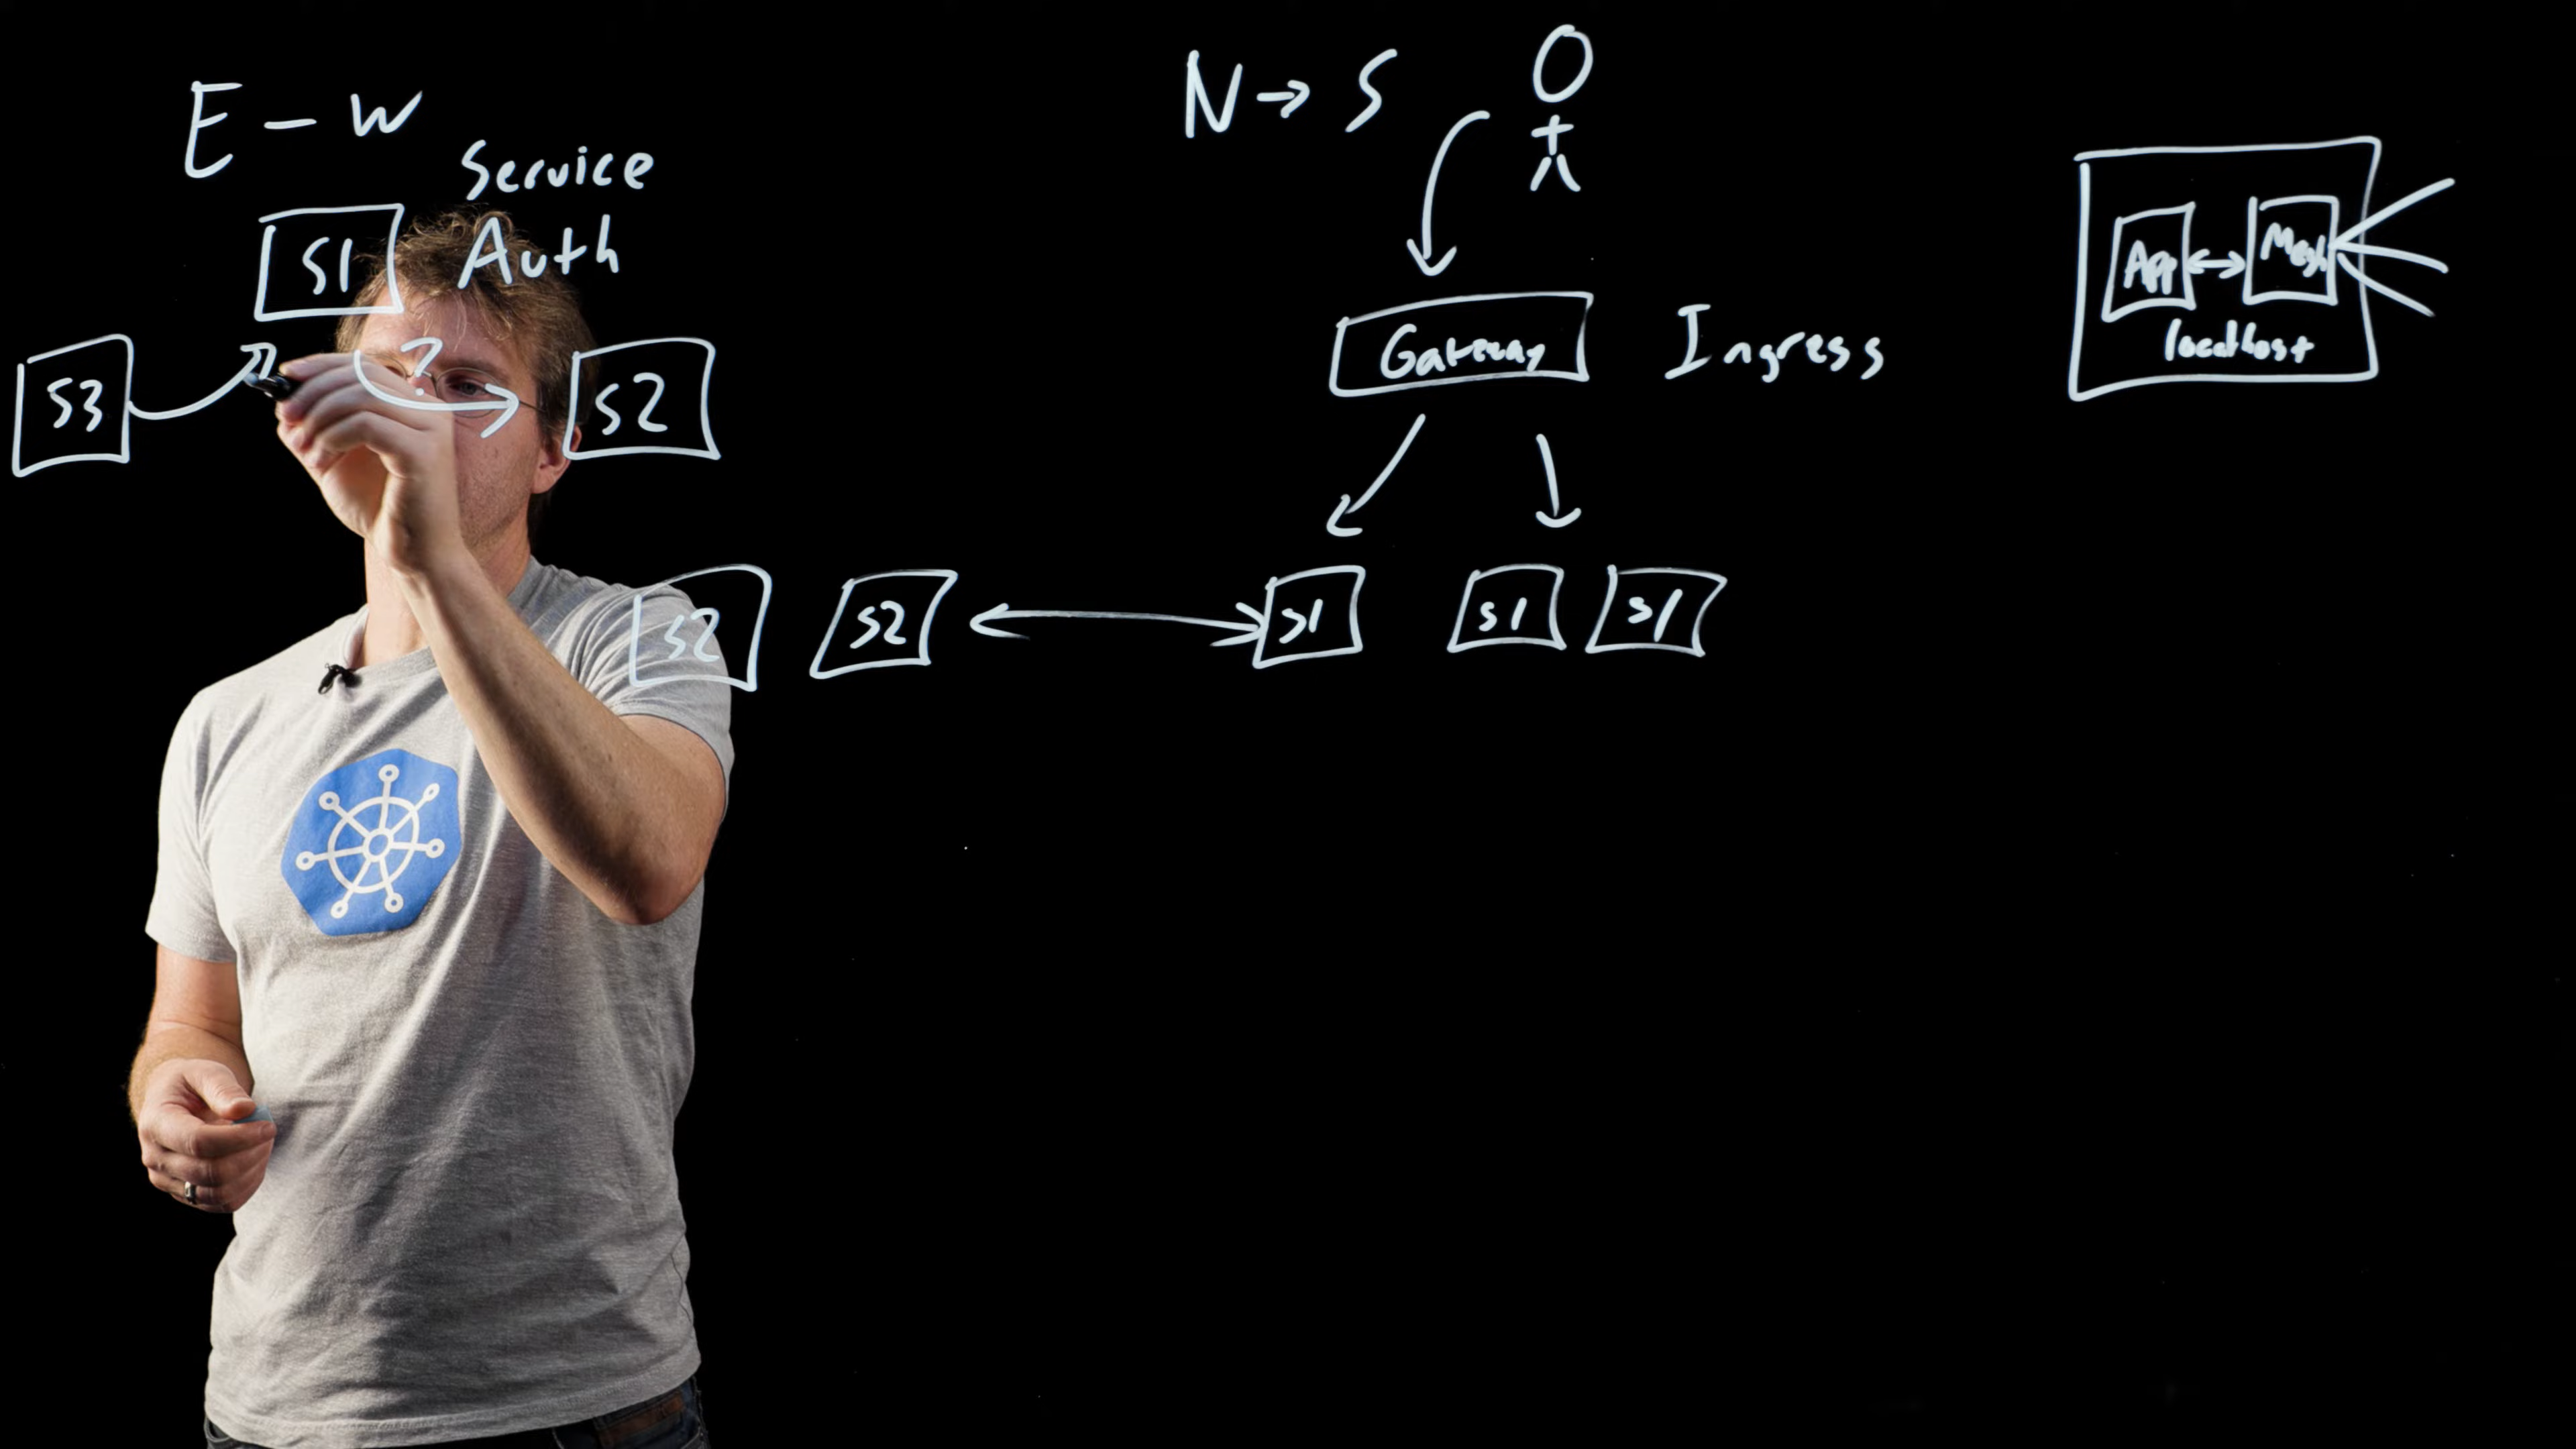 E - W
Service
Auth
S1
?
S3
S2
S2
S2
N → S
Gateway
Ingress
S1
S1
S1
App
Mesh
localhost